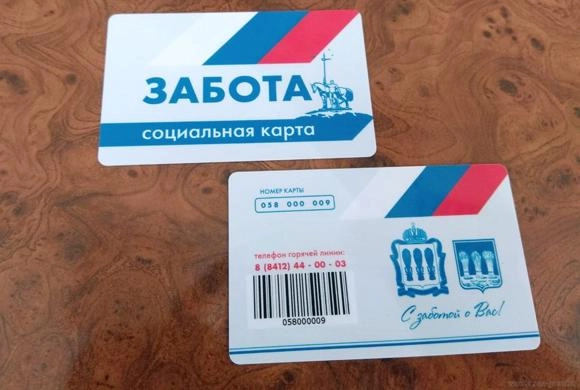 ЗАБОТА
социальная карта
НОМЕР КАРТЫ
058 000 009
телефон горячей линии:
8 (8412) 44 - 00 - 03
058000009
С заботой о Вас!